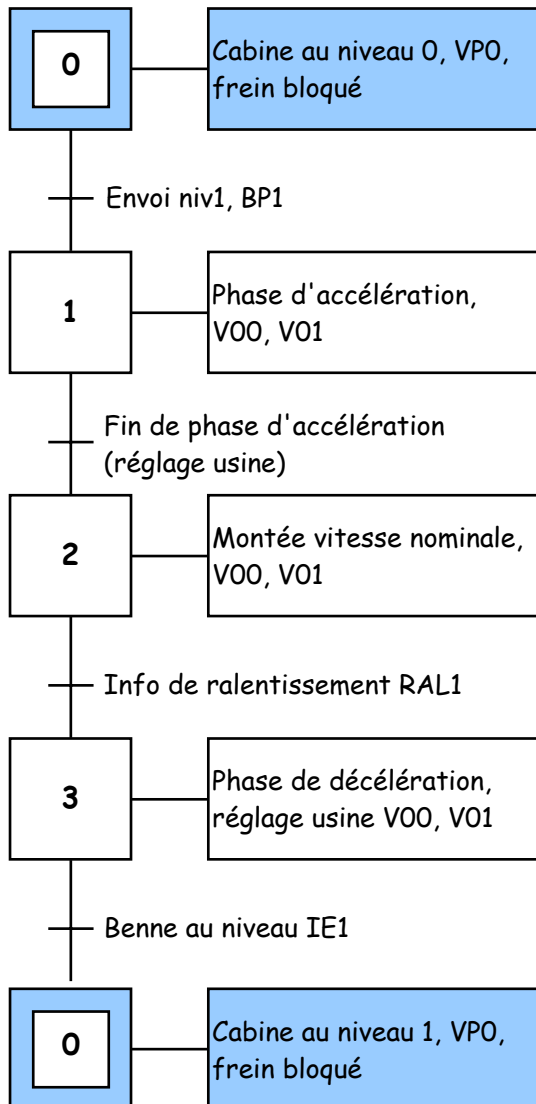 0
Cabine au niveau 0, VP0,
frein bloqué
Envoi niv1, BP1
1
Phase d'accélération,
V00, V01
Fin de phase d'accélération
(réglage usine)
2
Montée vitesse nominale,
V00, V01
Info de ralentissement RAL1
3
Phase de décélération,
réglage usine V00, V01
Benne au niveau IE1
0
Cabine au niveau 1, VP0,
frein bloqué